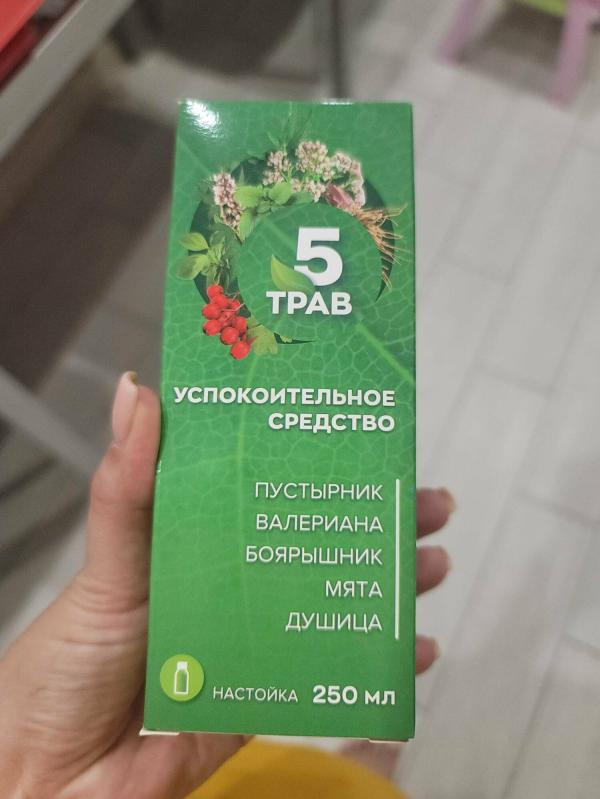 5
ТРАВ
УСПОКОИТЕЛЬНОЕ
СРЕДСТВО
ПУСТЫРНИК
ВАЛЕРИАНА
БОЯРЫШНИК
МЯТА
ДУШИЦА
НАСТОЙКА 250 МЛ